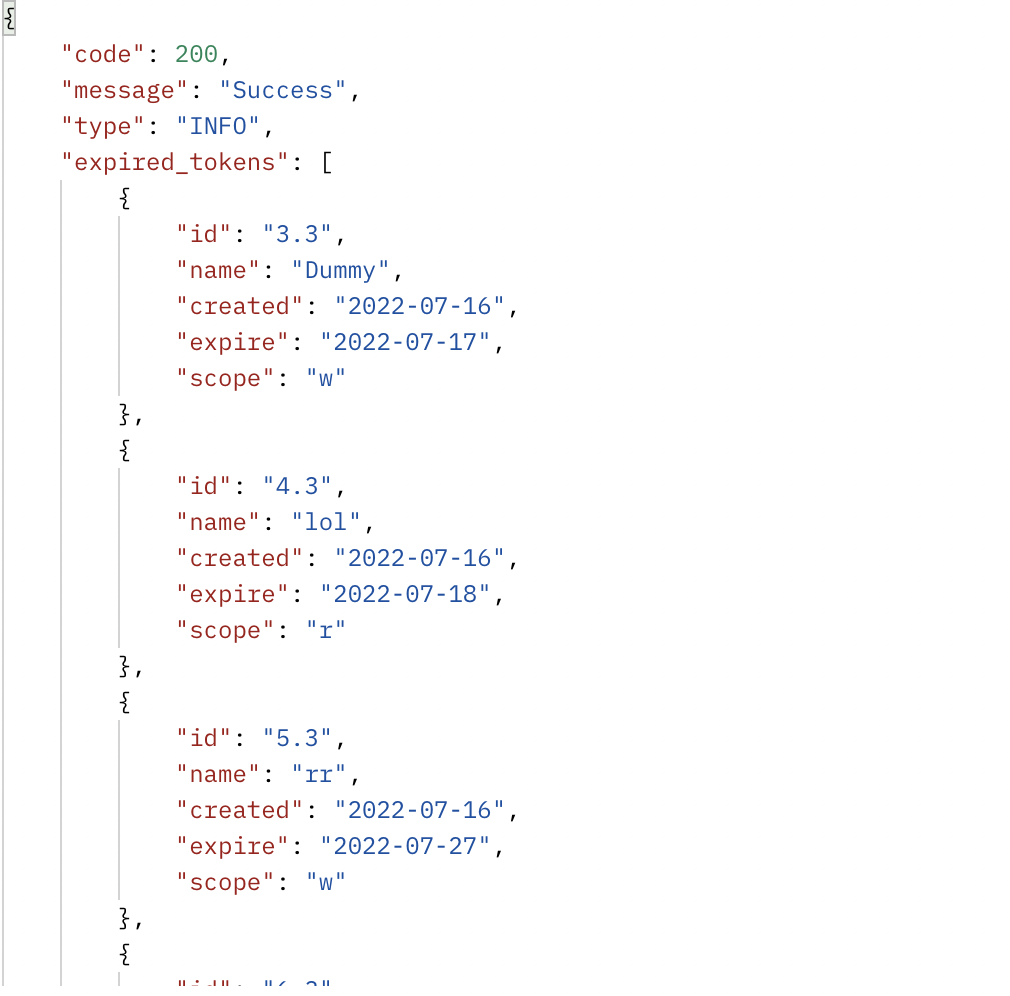 {
    "code": 200,
    "message": "Success",
    "type": "INFO",
    "expired_tokens": [
        {
            "id": "3.3",
            "name": "Dummy",
            "created": "2022-07-16",
            "expire": "2022-07-17",
            "scope": "w"
        },
        {
            "id": "4.3",
            "name": "lol",
            "created": "2022-07-16",
            "expire": "2022-07-18",
            "scope": "r"
        },
        {
            "id": "5.3",
            "name": "rr",
            "created": "2022-07-16",
            "expire": "2022-07-27",
            "scope": "w"
        },
        {